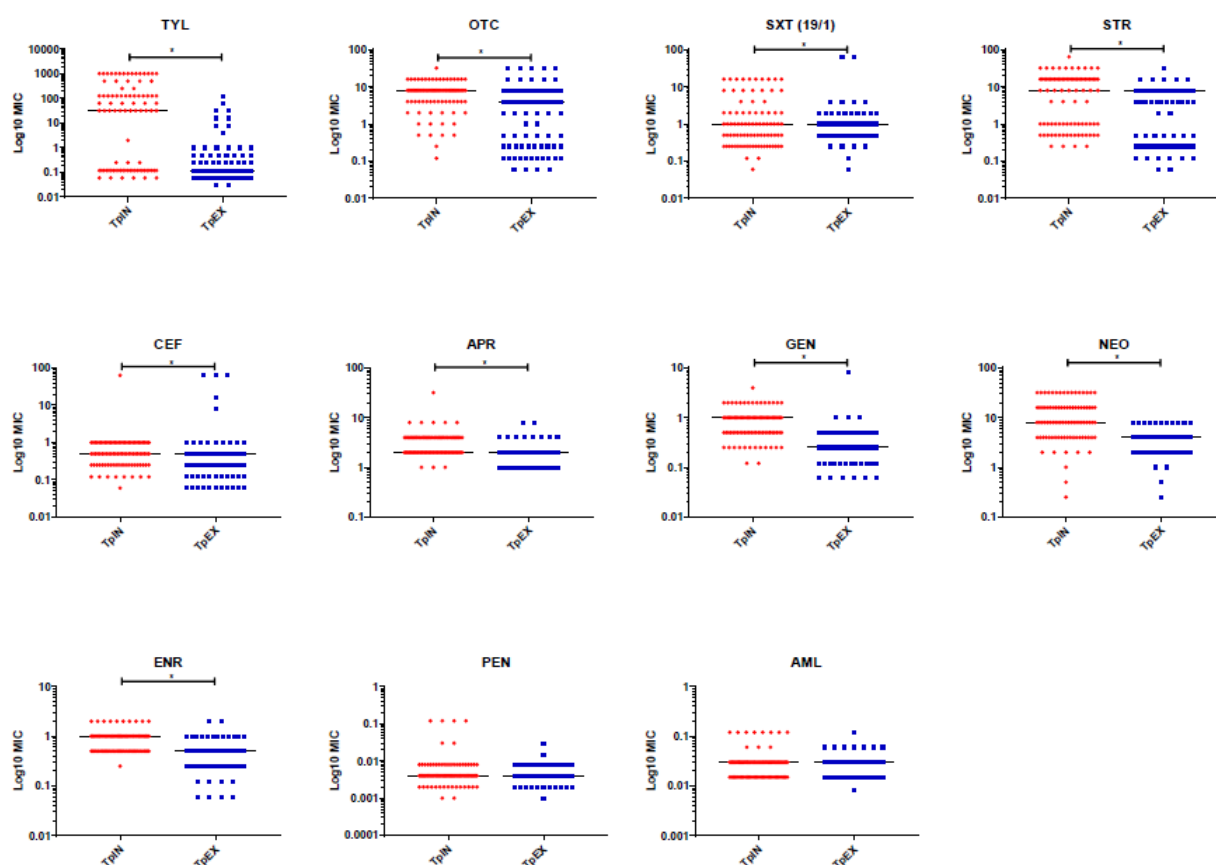 TYL
OTC
SXT (19/1)
STR
*
*
*
*
Log10 MIC
10000
1000
100
10
1
0.1
0.01
TpIN
TpEX
Log10 MIC
100
10
1
0.1
0.01
TpIN
TpEX
Log10 MIC
100
10
1
0.1
0.01
TpIN
TpEX
Log10 MIC
100
10
1
0.1
0.01
TpIN
TpEX
CEF
APR
GEN
NEO
*
*
*
*
Log10 MIC
100
10
1
0.1
0.01
TpIN
TpEX
Log10 MIC
100
10
1
0.1
TpIN
TpEX
Log10 MIC
10
1
0.1
0.01
TpIN
TpEX
Log10 MIC
100
10
1
0.1
TpIN
TpEX
ENR
PEN
AML
*
Log10 MIC
10
1
0.1
0.01
TpIN
TpEX
Log10 MIC
1
0.1
0.01
0.001
0.0001
TpIN
TpEX
Log10 MIC
1
0.1
0.01
0.001
TpIN
TpEX